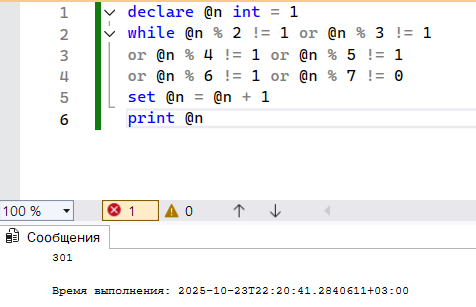 1 declare @n int = 1
2 while @n % 2 != 1 or @n % 3 != 1
3 or @n % 4 != 1 or @n % 5 != 1
4 or @n % 6 != 1 or @n % 7 != 0
5 set @n = @n + 1
6 print @n
100 % 1 0
Сообщения
301
Время выполнения: 2025-10-23T22:20:41.2840611+03:00